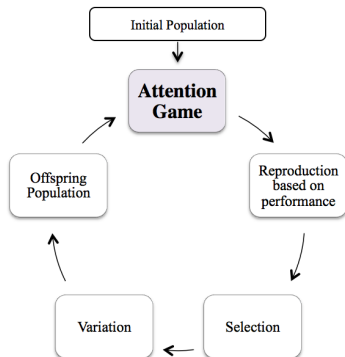 Initial Population
Attention
Game
Reproduction
based on
performance
Selection
Variation
Offspring
Population